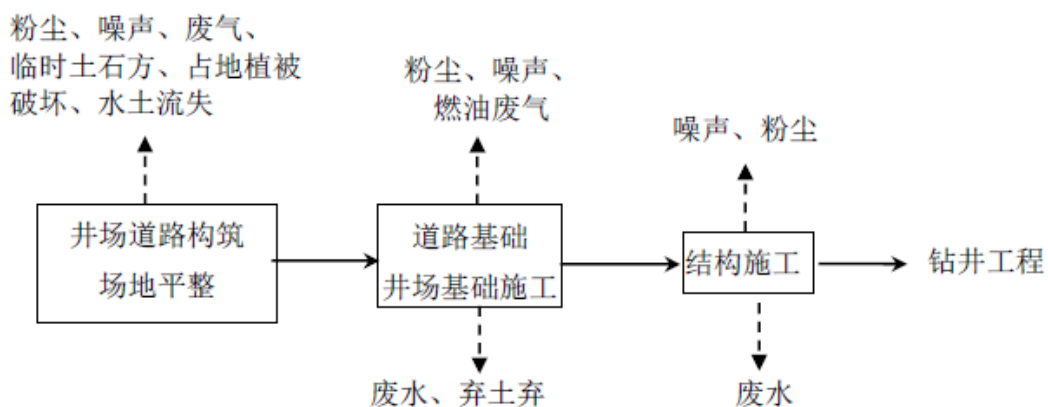 粉尘、噪声、废气、
临时土石方、占地植被
破坏、水土流失
粉尘、噪声、
燃油废气
噪声、粉尘
井场道路构筑
场地平整
道路基础
井场基础施工
结构施工
钻井工程
废水、弃土弃
废水